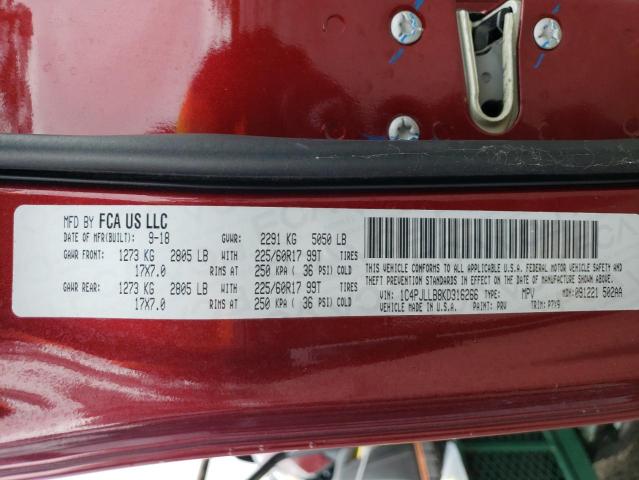 MFD BY FCA US LLC
DATE OF MFR(BUILT): 9-18 GVWR: 2291 KG 5050 LB
GAWR FRONT: 1273 KG 2805 LB WITH 225/60R17 99T TIRES
17X7.0 RIMS AT 250 KPA ( 36 PSI) COLD
GAWR REAR: 1273 KG 2805 LB WITH 225/60R17 99T TIRES
17X7.0 RIMS AT 250 KPA ( 36 PSI) COLD
THIS VEHICLE CONFORMS TO ALL APPLICABLE U.S.A. FEDERAL MOTOR VEHICLE SAFETY AND
THEFT PREVENTION STANDARDS IN EFFECT ON THE DATE OF MANUFACTURE SHOWN ABOVE.
VIN: 1C4PJLLB8KD316266 TYPE: MPV MDH: 091221 502AA
VEHICLE MADE IN U.S.A. PAINT: PRV TRIM: P7X9